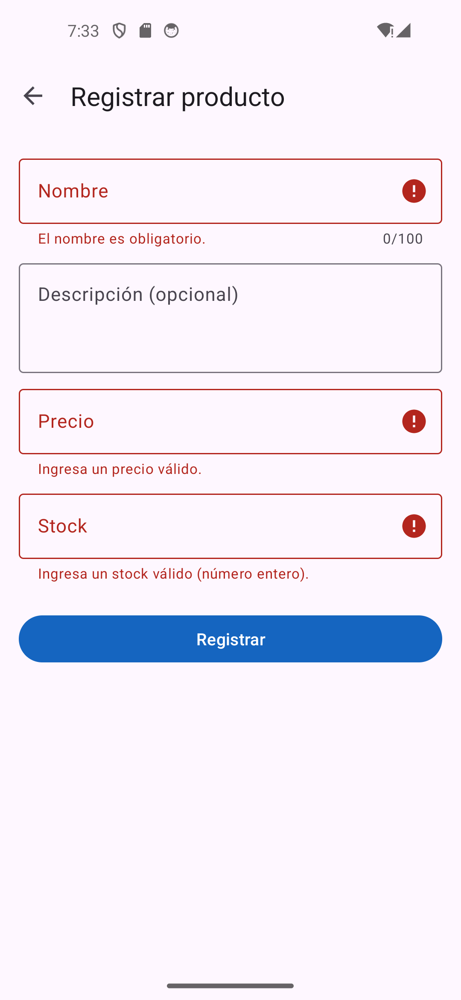 7:33
Registrar producto
Nombre
El nombre es obligatorio.
0/100
Descripción (opcional)
Precio
Ingresa un precio válido.
Stock
Ingresa un stock válido (número entero).
Registrar